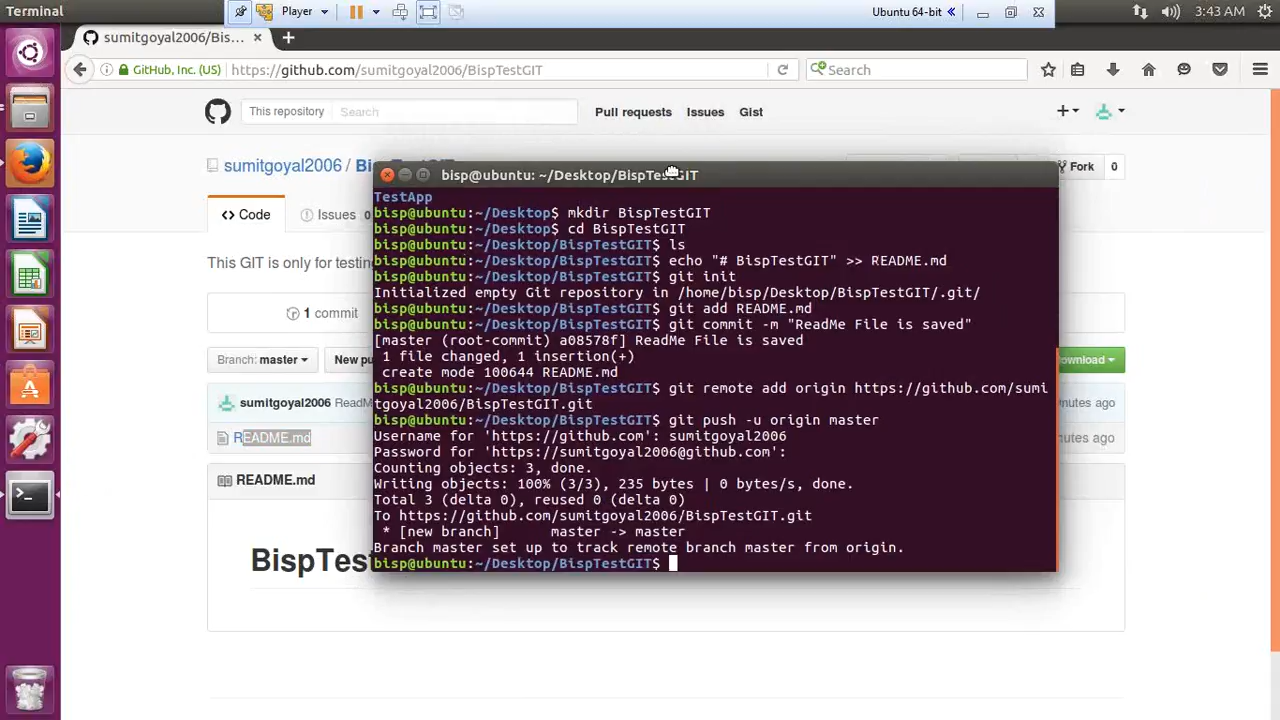 Terminal
Player
Ubuntu 64-bit
3:43 AM
sumitgoyal2006/Bis...
GitHub, Inc. (US)
https://github.com/sumitgoyal2006/BispTestGIT
Search
This repository
Search
Pull requests
Issues
Gist
sumitgoyal2006 /
Fork
0
bisp@ubuntu: ~/Desktop/BispTestGIT
TestApp
bisp@ubuntu:~/Desktop$ mkdir BispTestGIT
bisp@ubuntu:~/Desktop$ cd BispTestGIT
bisp@ubuntu:~/Desktop/BispTestGIT$ ls
bisp@ubuntu:~/Desktop/BispTestGIT$ echo "# BispTestGIT" >> README.md
bisp@ubuntu:~/Desktop/BispTestGIT$ git init
Initialized empty Git repository in /home/bisp/Desktop/BispTestGIT/.git/
bisp@ubuntu:~/Desktop/BispTestGIT$ git add README.md
bisp@ubuntu:~/Desktop/BispTestGIT$ git commit -m "ReadMe File is saved"
[master (root-commit) a08578f] ReadMe File is saved
1 file changed, 1 insertion(+)
create mode 100644 README.md
bisp@ubuntu:~/Desktop/BispTestGIT$ git remote add origin https://github.com/sumi
tgoyal2006/BispTestGIT.git
bisp@ubuntu:~/Desktop/BispTestGIT$ git push -u origin master
Username for 'https://github.com': sumitgoyal2006
Password for 'https://sumitgoyal2006@github.com':
Counting objects: 3, done.
Writing objects: 100% (3/3), 235 bytes | 0 bytes/s, done.
Total 3 (delta 0), reused 0 (delta 0)
To https://github.com/sumitgoyal2006/BispTestGIT.git
* [new branch]      master -> master
Branch master set up to track remote branch master from origin.
bisp@ubuntu:~/Desktop/BispTestGIT$
Code
Issues
This GIT is only for testin
1 commit
Branch: master
New pu
ownload
sumitgoyal2006 ReadM
nutes ago
README.md
nutes ago
README.md
BispTes